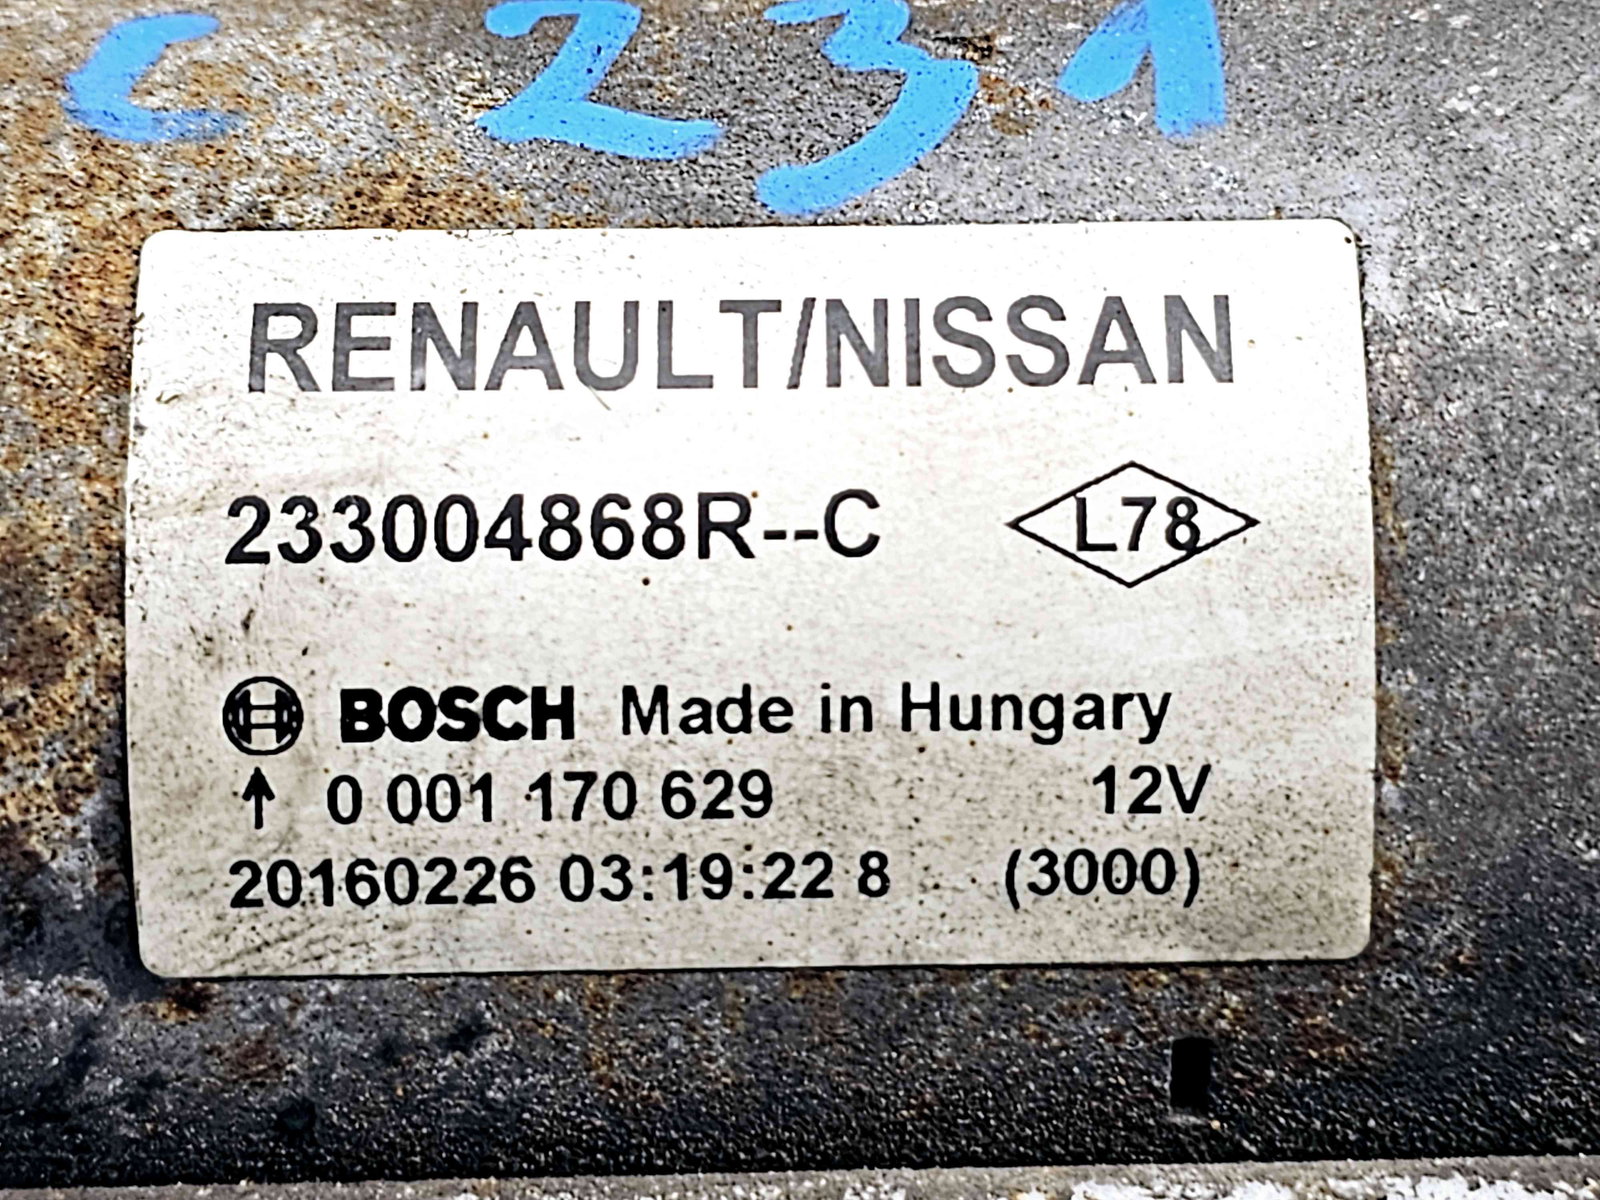 C 231
RENAULT/NISSAN
233004868R--C L78
BOSCH Made in Hungary
↑ 0 001 170 629 12V
20160226 03:19:22 8 (3000)